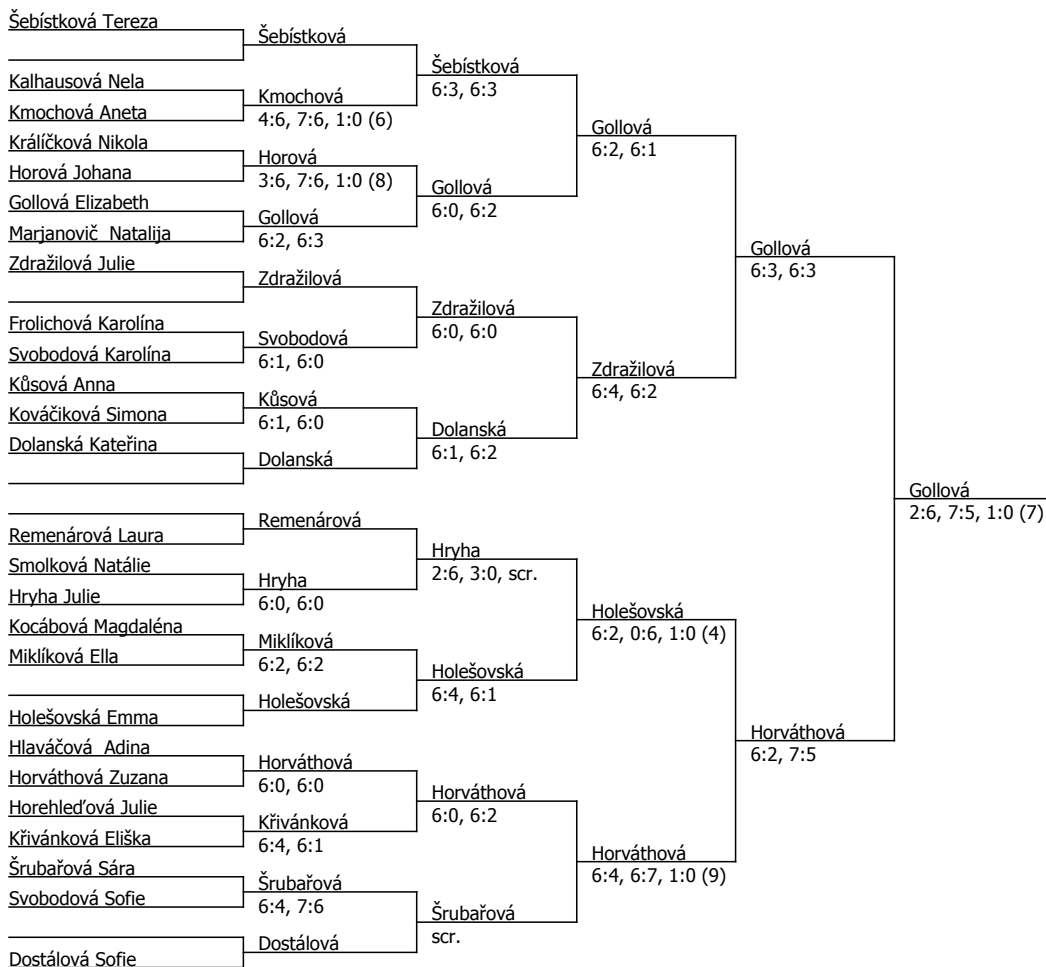 Šebístková Tereza
Kalhausová Nela
Kmochová Aneta
Králíčková Nikola
Horová Johana
Gollová Elizabeth
Marjanovič  Natalija
Zdražilová Julie
Frolichová Karolína
Svobodová Karolína
Kůsová Anna
Kováčiková Simona
Dolanská Kateřina
Remenárová Laura
Smolková Natálie
Hryha Julie
Kocábová Magdaléna
Miklíková Ella
Holešovská Emma
Hlaváčová  Adina
Horváthová Zuzana
Horehleďová Julie
Křivánková Eliška
Šrubařová Sára
Svobodová Sofie
Dostálová Sofie
Šebístková
Kmochová
4:6, 7:6, 1:0 (6)
Horová
3:6, 7:6, 1:0 (8)
Gollová
6:2, 6:3
Zdražilová
Svobodová
6:1, 6:0
Kůsová
6:1, 6:0
Dolanská
Remenárová
Hryha
6:0, 6:0
Miklíková
6:2, 6:2
Holešovská
Horváthová
6:0, 6:0
Křivánková
6:4, 6:1
Šrubařová
6:4, 7:6
Dostálová
Šebístková
6:3, 6:3
Gollová
6:0, 6:2
Zdražilová
6:0, 6:0
Dolanská
6:1, 6:2
Hryha
2:6, 3:0, scr.
Holešovská
6:4, 6:1
Horváthová
6:0, 6:2
Šrubařová
scr.
Gollová
6:2, 6:1
Zdražilová
6:4, 6:2
Holešovská
6:2, 0:6, 1:0 (4)
Horváthová
6:4, 6:7, 1:0 (9)
Gollová
6:3, 6:3
Horváthová
6:2, 7:5
Gollová
2:6, 7:5, 1:0 (7)